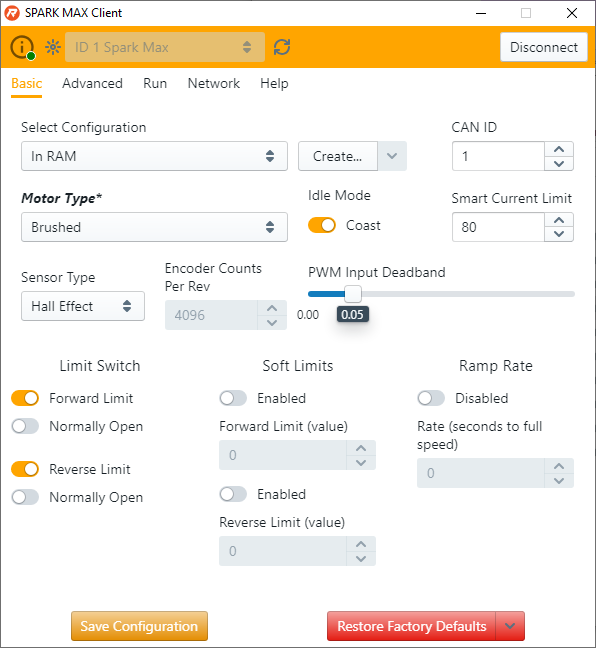 SPARK MAX Client
ID 1 Spark Max
Disconnect
Basic Advanced Run Network Help
Select Configuration
CAN ID
In RAM
Create...
1
Motor Type*
Idle Mode
Smart Current Limit
Brushed
Coast
80
Sensor Type
Encoder Counts
Per Rev
PWM Input Deadband
Hall Effect
4096
0.00
0.05
Limit Switch
Soft Limits
Ramp Rate
Forward Limit
Enabled
Disabled
Normally Open
Forward Limit (value)
Rate (seconds to full
speed)
0
0
Reverse Limit
Enabled
Normally Open
Reverse Limit (value)
0
Save Configuration
Restore Factory Defaults